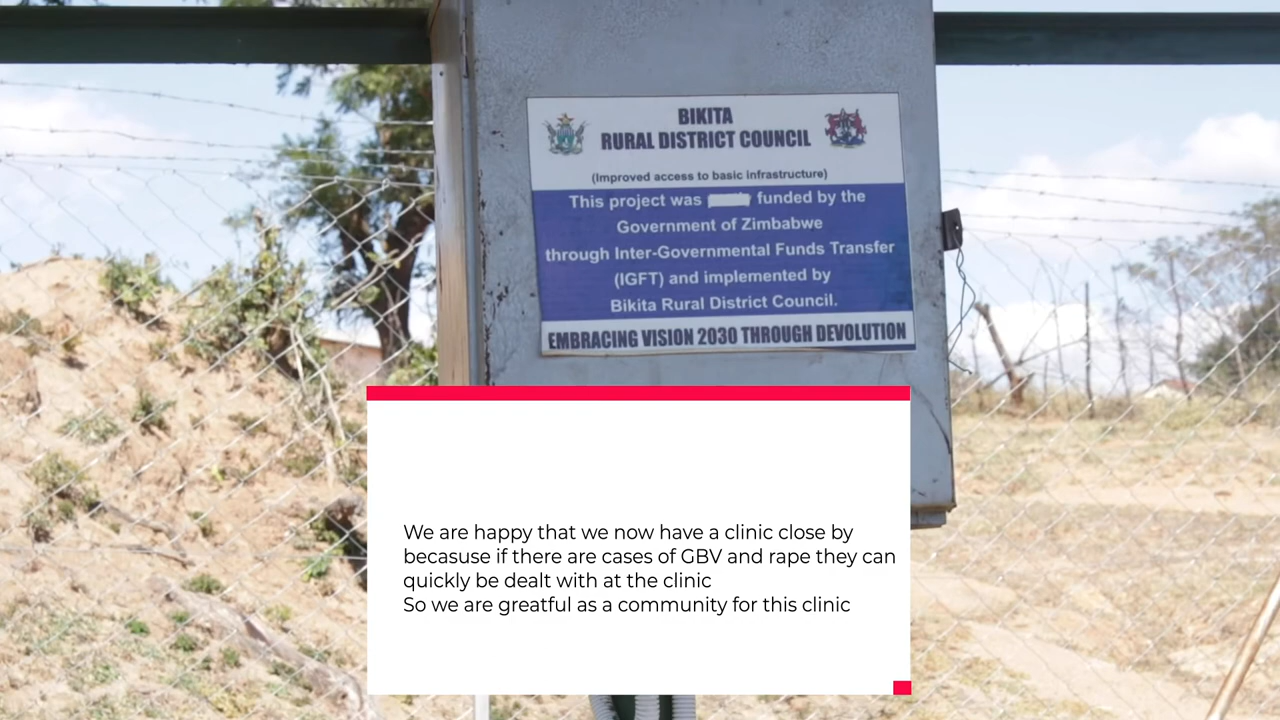 BIKITA
RURAL DISTRICT COUNCIL
(Improved access to basic infrastructure)
This project was funded by the
Government of Zimbabwe
through Inter-Governmental Funds Transfer
(IGFT) and implemented by
Bikita Rural District Council.
EMBRACING VISION 2030 THROUGH DEVOLUTION
We are happy that we now have a clinic close by
becasuse if there are cases of GBV and rape they can
quickly be dealt with at the clinic
So we are greatful as a community for this clinic